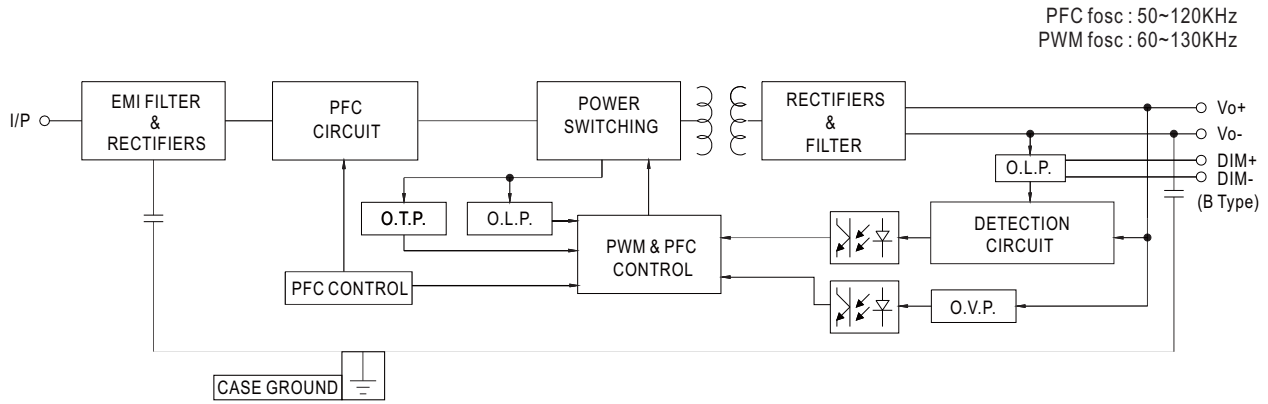 PFC fosc : 50~120KHz
PWM fosc : 60~130KHz
I/P
EMI FILTER
&
RECTIFIERS
PFC
CIRCUIT
POWER
SWITCHING
RECTIFIERS
&
FILTER
Vo+
Vo-
DIM+
DIM-
(B Type)
O.L.P.
O.T.P.
O.L.P.
PWM & PFC
CONTROL
DETECTION
CIRCUIT
PFC CONTROL
O.V.P.
CASE GROUND